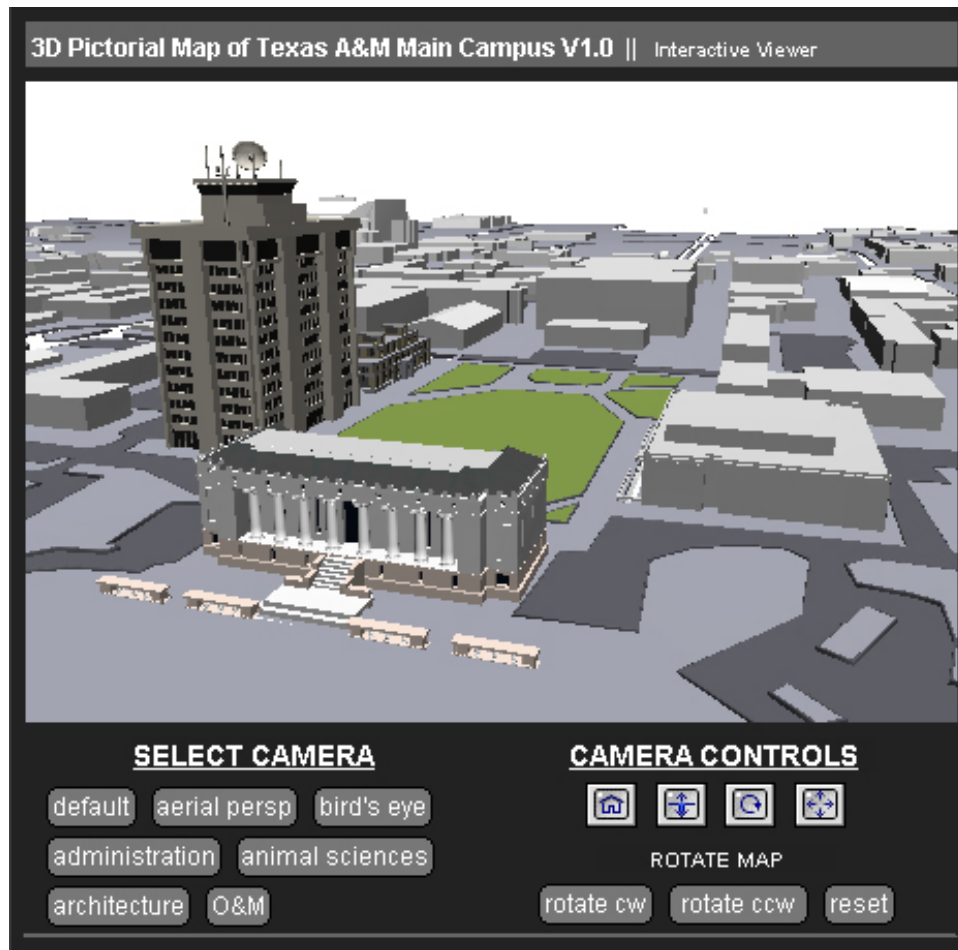 3D Pictorial Map of Texas A&M Main Campus V1.0 || Interactive Viewer
SELECT CAMERA
default aerial persp bird's eye
administration animal sciences
architecture O&M
CAMERA CONTROLS
ROTATE MAP
rotate cw rotate ccw reset